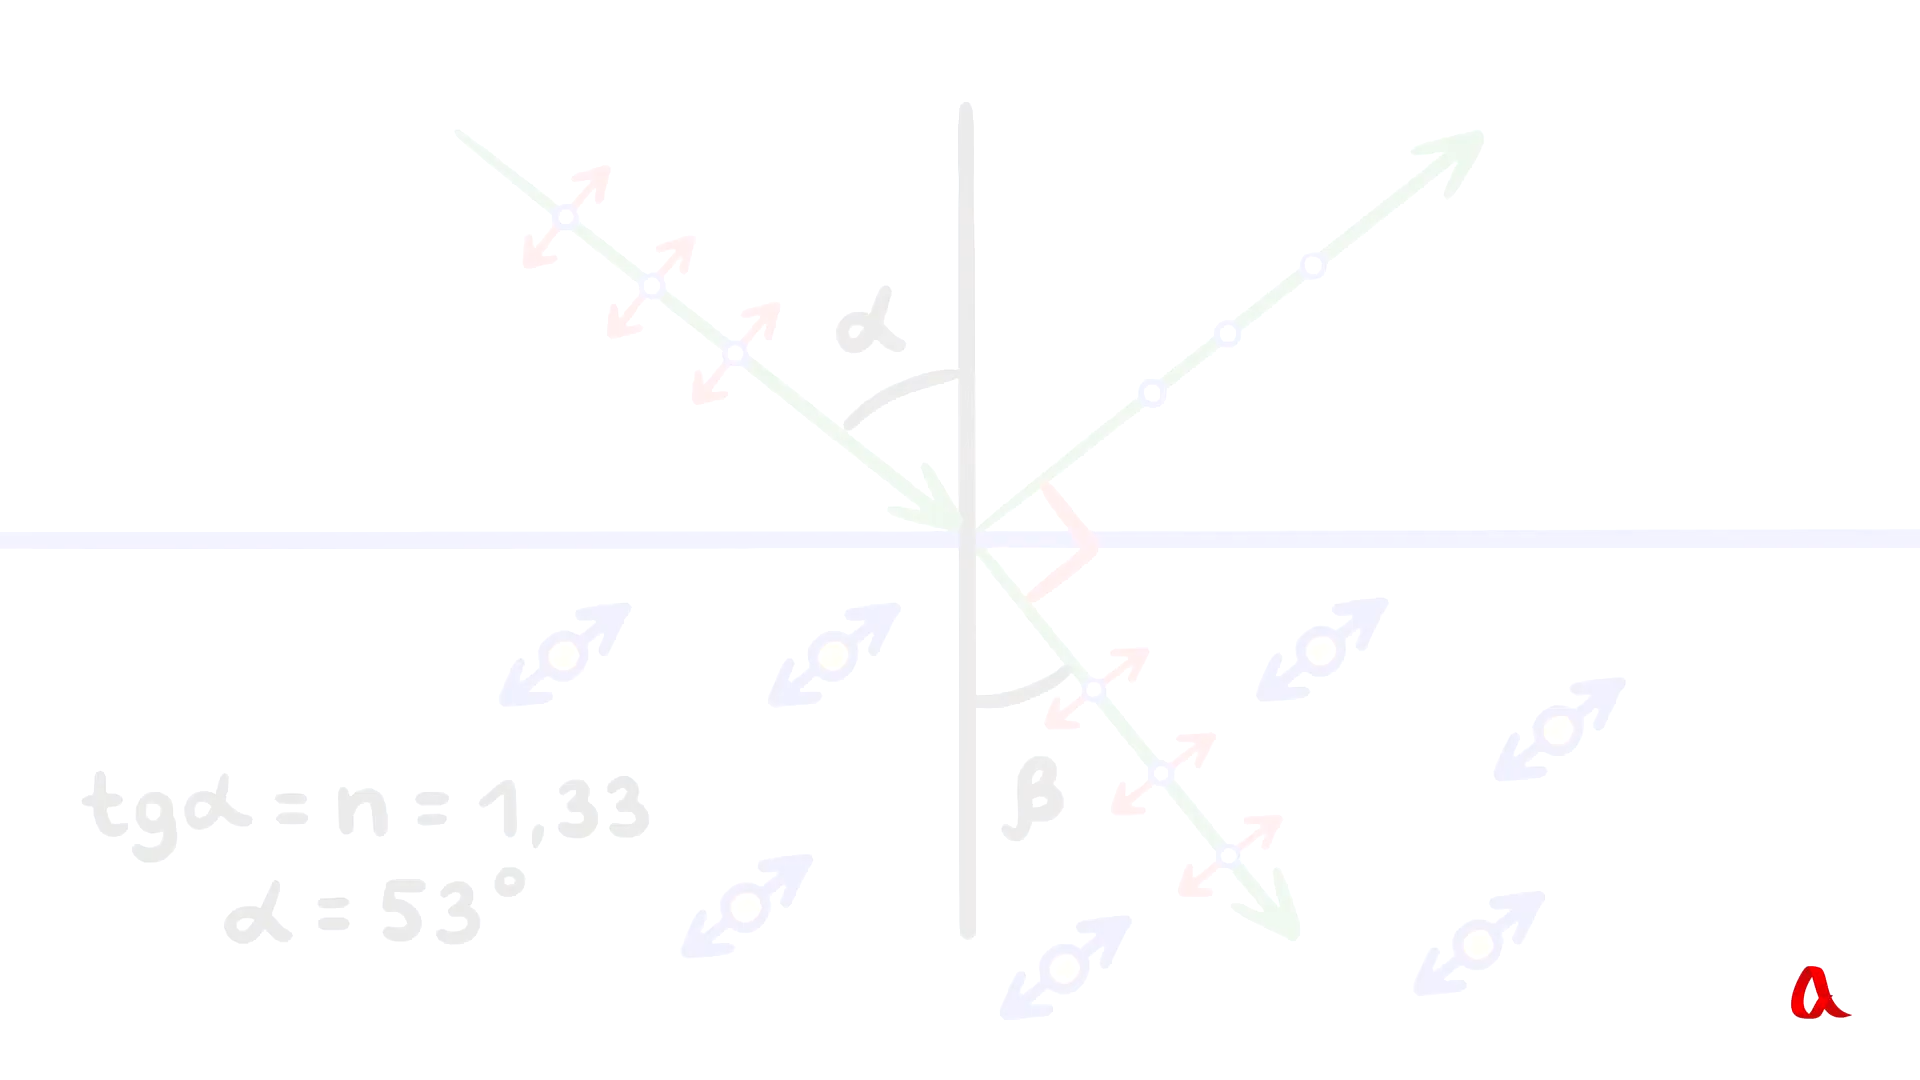 α
β
tgα = n = 1,33
α = 53°
a